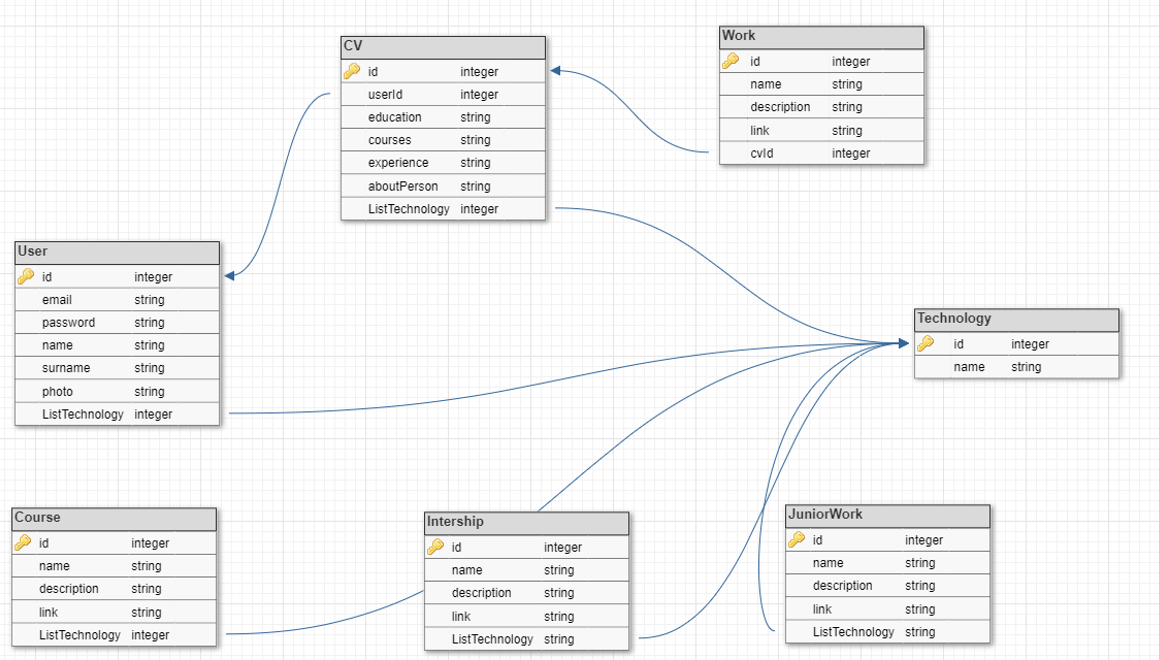 CV
id integer
userId integer
education string
courses string
experience string
aboutPerson string
ListTechnology integer
Work
id integer
name string
description string
link string
cvId integer
User
id integer
email string
password string
name string
surname string
photo string
ListTechnology integer
Technology
id integer
name string
Course
id integer
name string
description string
link string
ListTechnology integer
Intership
id integer
name string
description string
link string
ListTechnology string
JuniorWork
id integer
name string
description string
link string
ListTechnology string